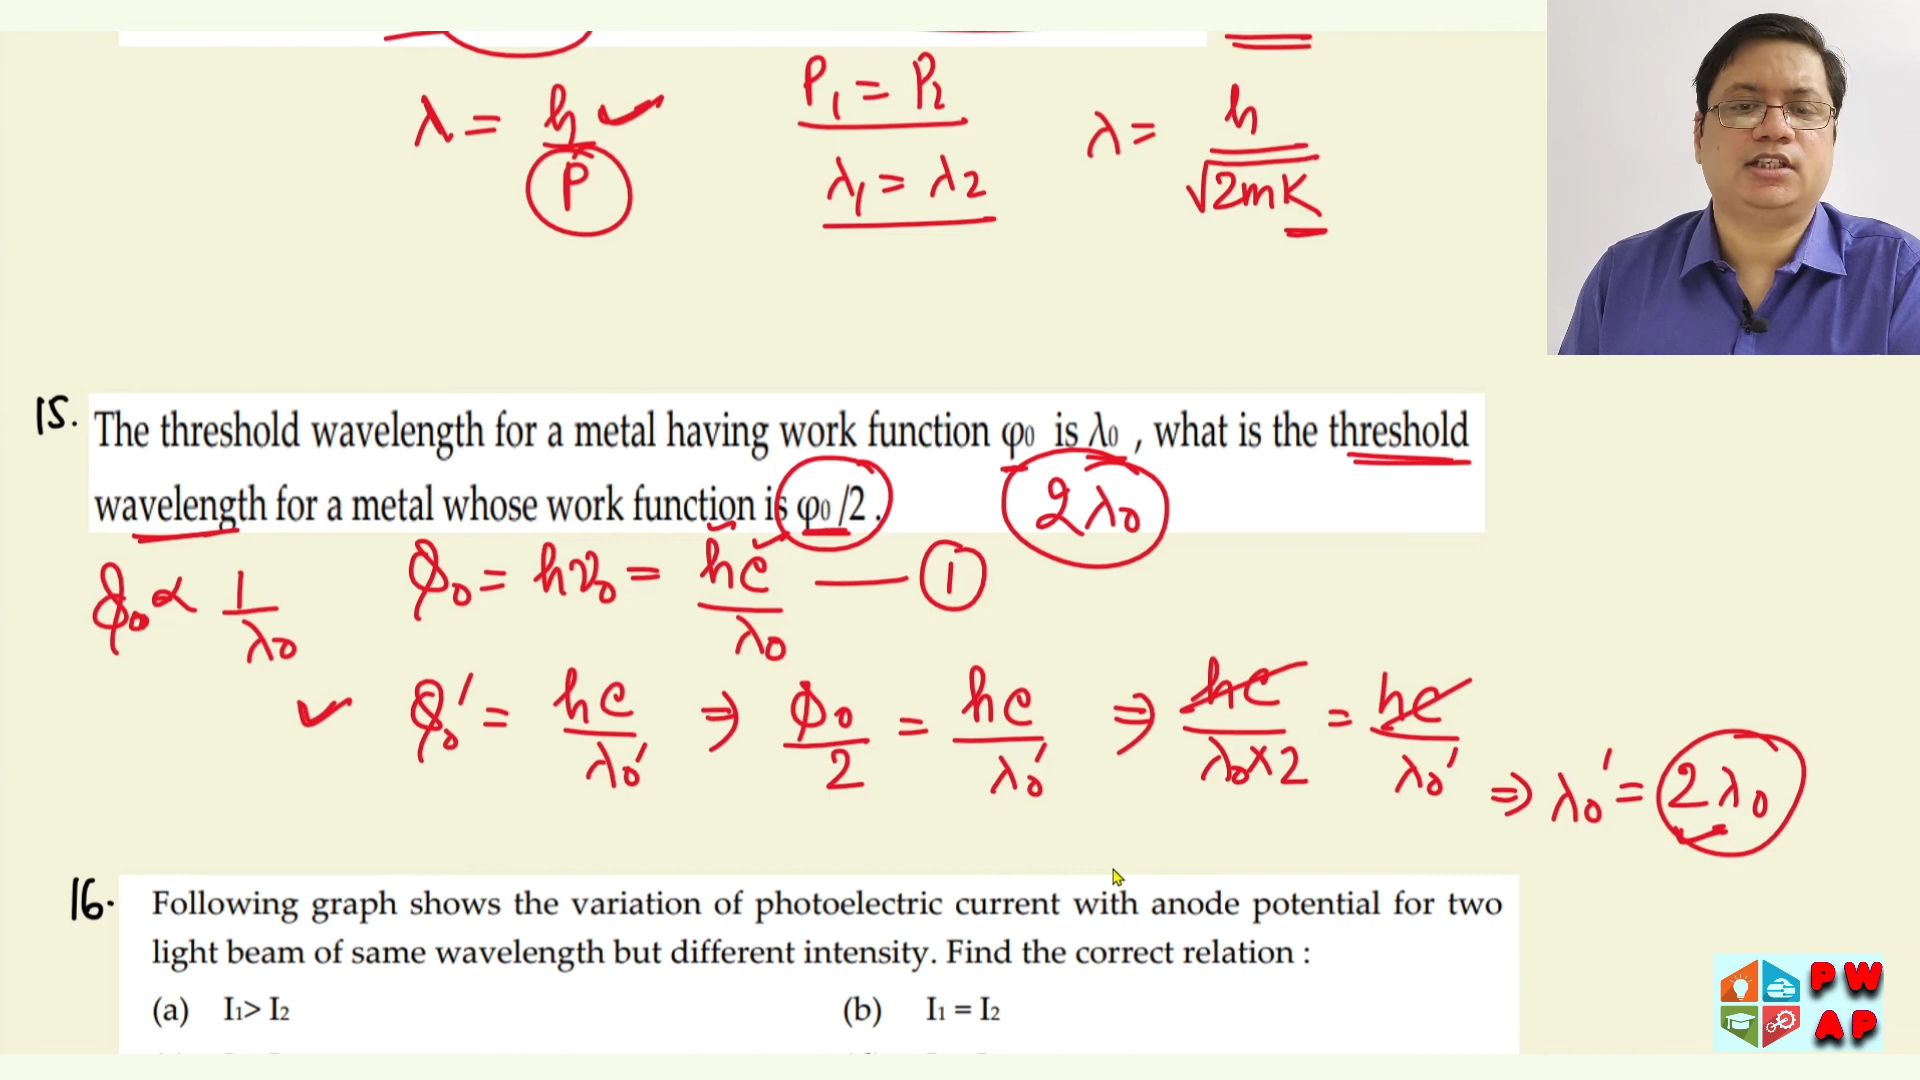 λ = h/p ✓
P₁ = P₂
λ₁ = λ₂
λ = h/√2mK
15. The threshold wavelength for a metal having work function φ₀ is λ₀ , what is the threshold
wavelength for a metal whose work function is φ₀ /2 .
2λ₀
φ₀ ∝ 1/λ₀
φ₀ = hν₀ = hc/λ₀ —— ①
✓ φ₀′ = hc/λ₀′ ⇒ φ₀/2 = hc/λ₀′ ⇒ hc/λ₀×2 = hc/λ₀′ ⇒ λ₀′ = 2λ₀
16. Following graph shows the variation of photoelectric current with anode potential for two
light beam of same wavelength but different intensity. Find the correct relation :
(a) I₁> I₂ (b) I₁ = I₂
PW
AP